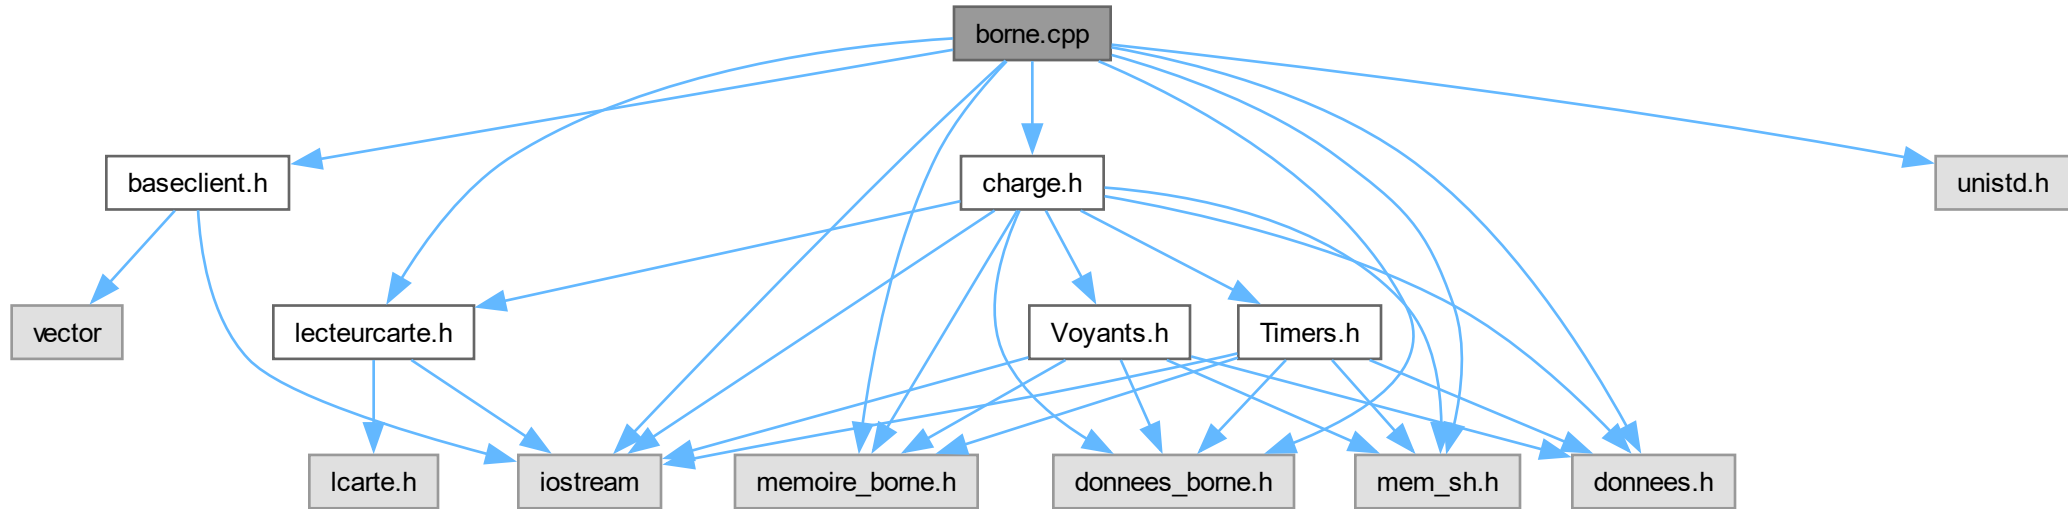 borne.cpp
baseclient.h
charge.h
unistd.h
vector
lecteurcarte.h
Voyants.h
Timers.h
lcarte.h
iostream
memoire_borne.h
donnees_borne.h
mem_sh.h
donnees.h